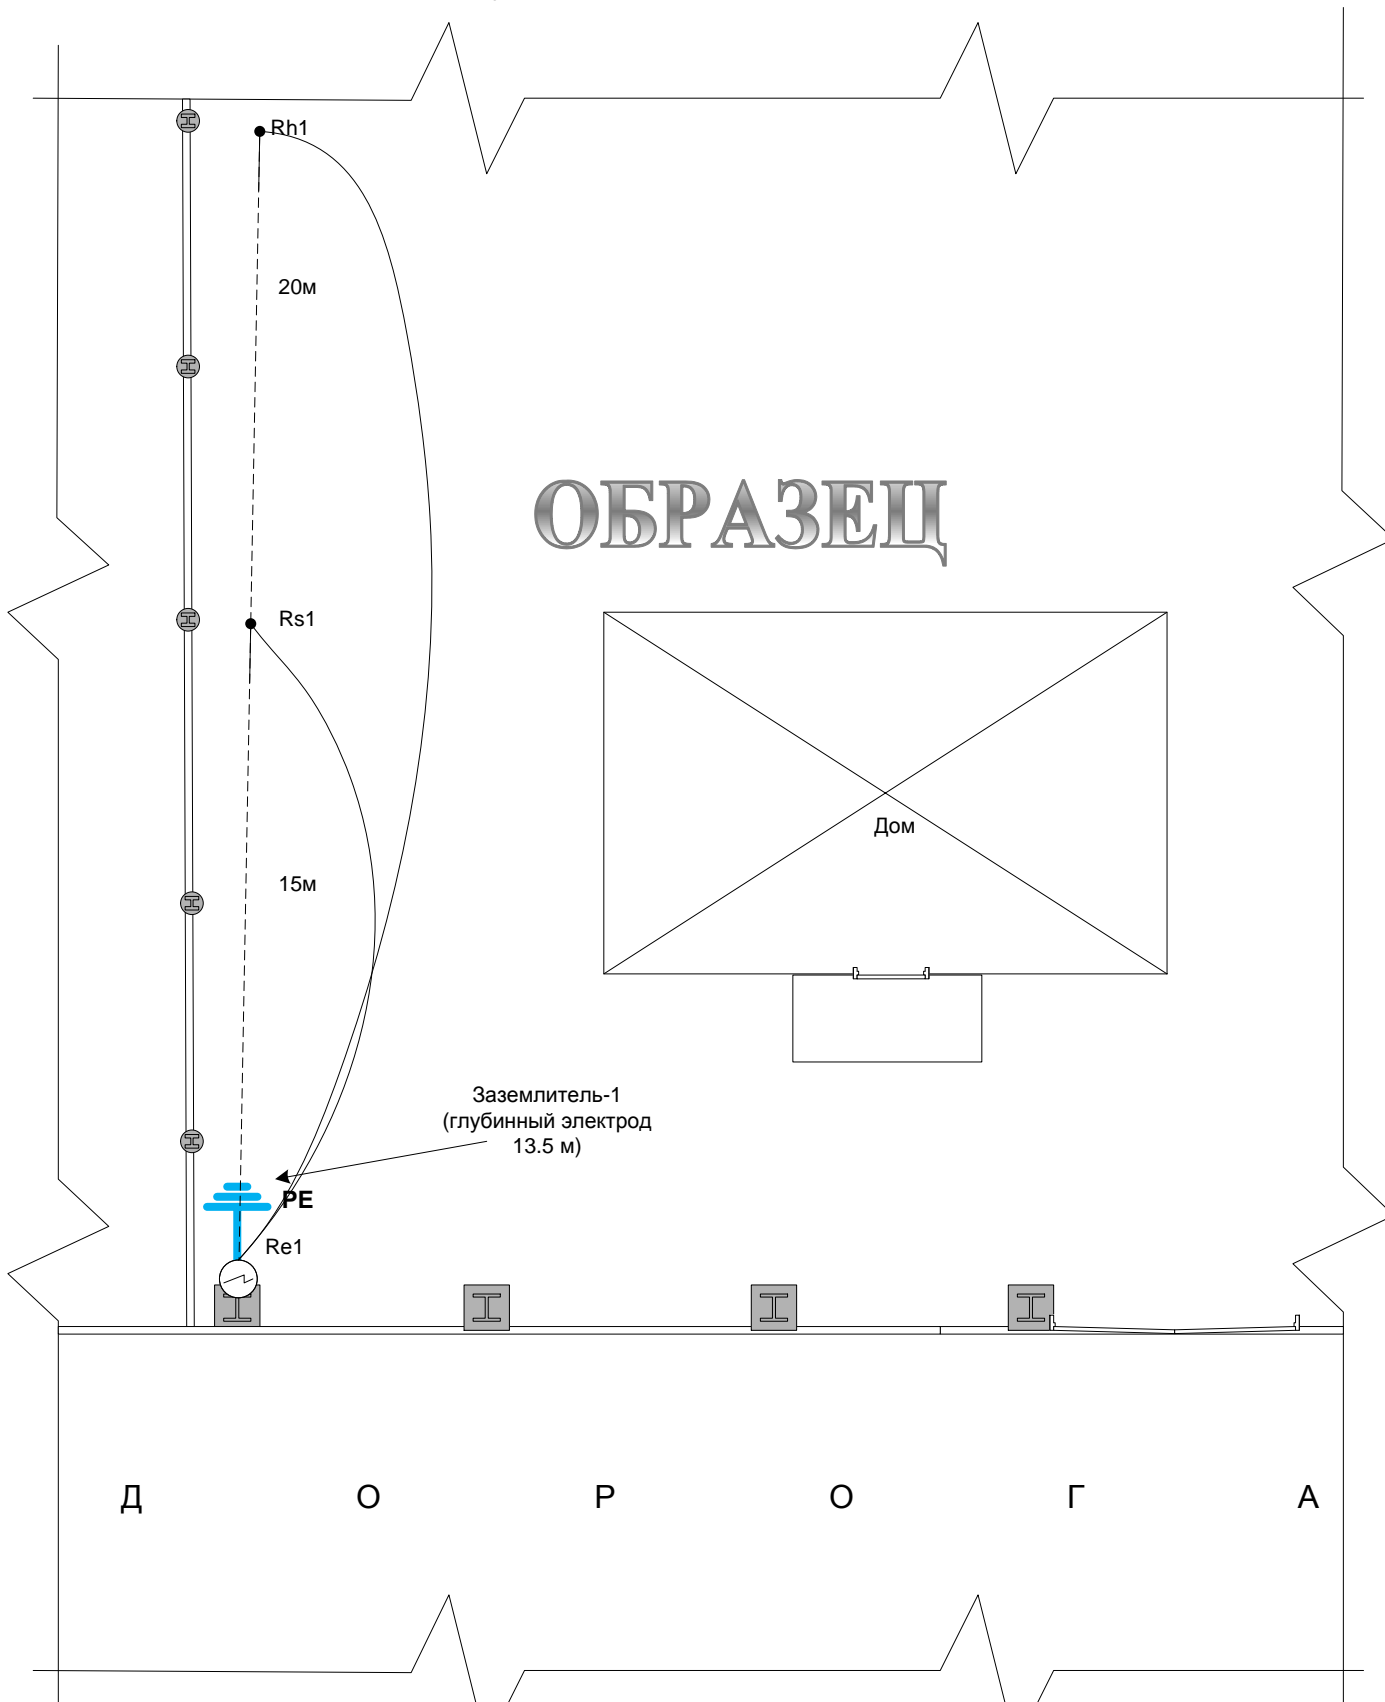 Rh1
20м
ОБРАЗЕЦ
Rs1
Дом
15м
Заземлитель-1
(глубинный электрод
13.5 м)
PE
Re1
Д О Р О Г А